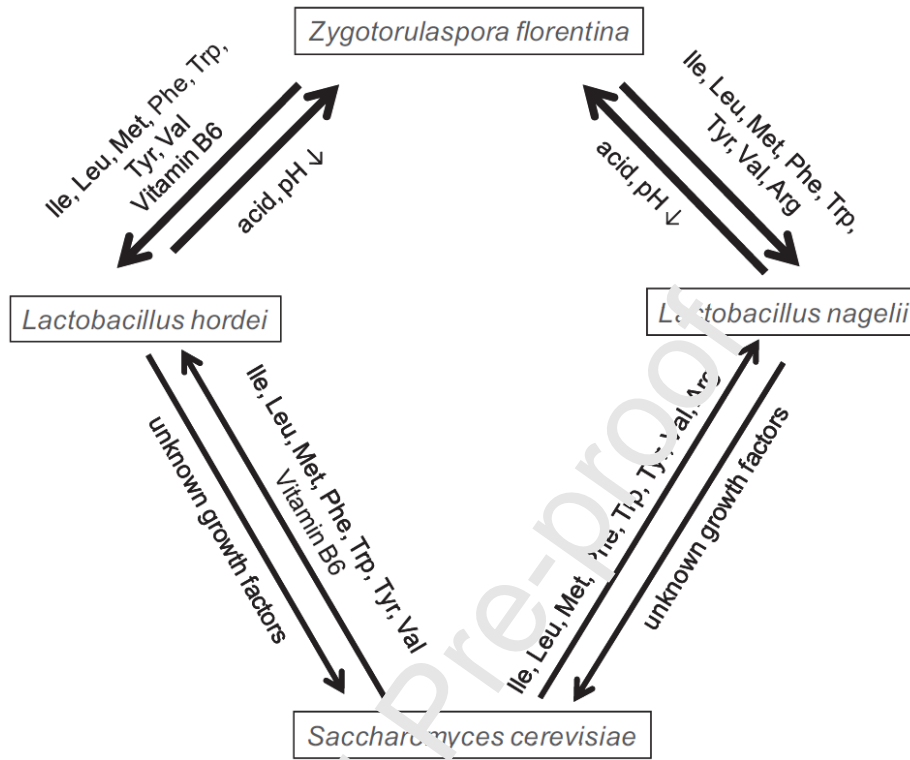 Zygotorulaspora florentina
Ile, Leu, Met, Phe, Trp,
Tyr, Val
Vitamin B6
acid, pH ↓
acid, pH ↓
Ile, Leu, Met, Phe, Trp,
Tyr, Val, Arg
Lactobacillus hordei
Lactobacillus nagelii
unknown growth factors
Ile, Leu, Met, Phe, Trp, Tyr, Val
Vitamin B6
Ile, Leu, Met, Phe, Trp, Tyr, Val, Arg
unknown growth factors
Pre-proof
Saccharomyces cerevisiae